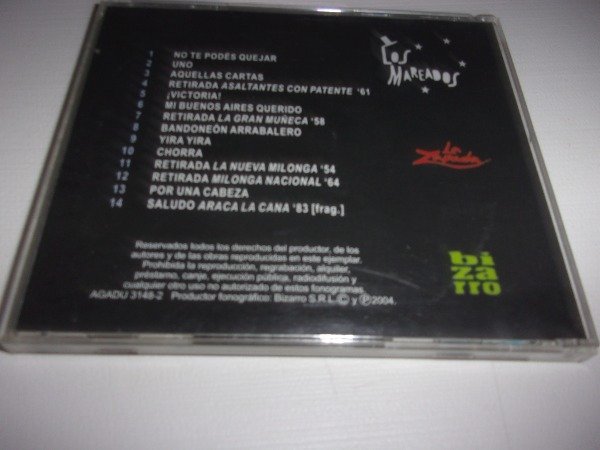 1 NO TE PODÉS QUEJAR
2 UNO
3 AQUELLAS CARTAS
4 RETIRADA ASALTANTES CON PATENTE '61
5 ¡VICTORIA!
6 MI BUENOS AIRES QUERIDO
7 RETIRADA LA GRAN MUÑECA '58
8 BANDONEÓN ARRABALERO
9 YIRA YIRA
10 CHORRA
11 RETIRADA LA NUEVA MILONGA '54
12 RETIRADA MILONGA NACIONAL '64
13 POR UNA CABEZA
14 SALUDO ARACA LA CANA '83 [frag.]
LOS
MAREADOS
La
Zapada
bi
za
rro
Reservados todos los derechos del productor, de los
autores y de las obras reproducidas en este ejemplar.
Prohibida la reproducción, regrabación, alquiler,
préstamo, canje, ejecución pública, radiodifusión y
cualquier otro uso no autorizado de estos fonogramas.
AGADU 3148-2 Productor fonográfico: Bizarro S.R.L. Ⓒ y Ⓟ 2004.